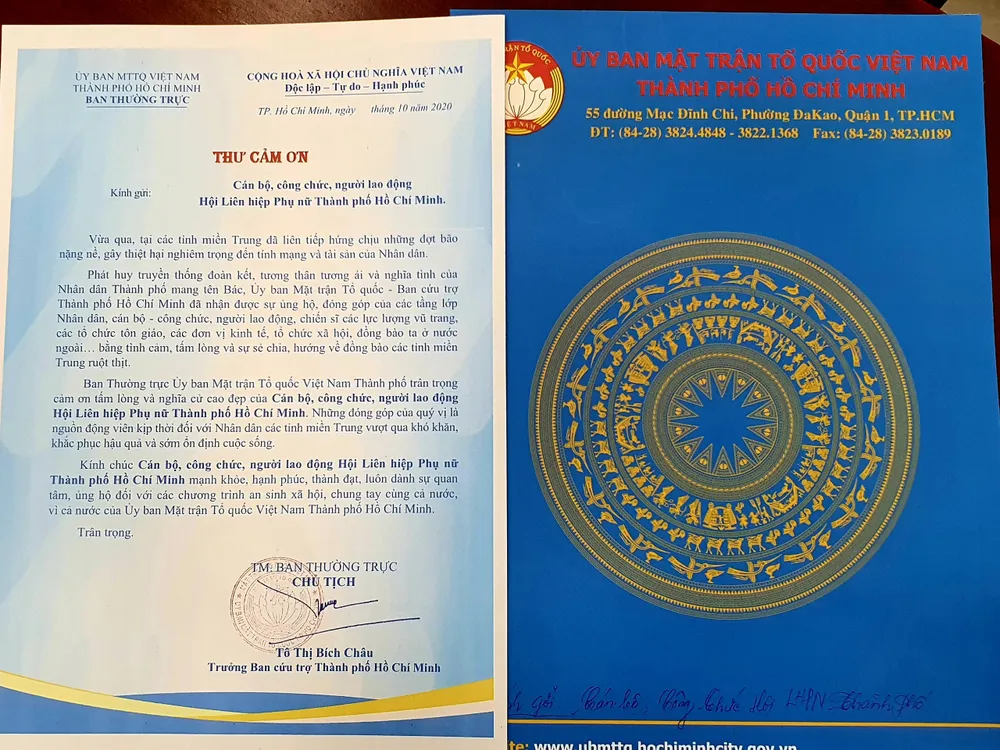 ỦY BAN MTTQ VIỆT NAM
THÀNH PHỐ HỒ CHÍ MINH
BAN THƯỜNG TRỰC
CỘNG HOÀ XÃ HỘI CHỦ NGHĨA VIỆT NAM
Độc lập – Tự do – Hạnh phúc
TP. Hồ Chí Minh, ngày tháng 10 năm 2020
THƯ CẢM ƠN
Kính gửi:
Cán bộ, công chức, người lao động
Hội Liên hiệp Phụ nữ Thành phố Hồ Chí Minh.
Vừa qua, tại các tỉnh miền Trung đã liên tiếp hứng chịu những đợt bão
nặng nề, gây thiệt hại nghiêm trọng đến tính mạng và tài sản của Nhân dân.
Phát huy truyền thống đoàn kết, tương thân tương ái và nghĩa tình của
Nhân dân Thành phố mang tên Bác, Ủy ban Mặt trận Tổ quốc - Ban cứu trợ
Thành phố Hồ Chí Minh đã nhận được sự ủng hộ, đóng góp của các tầng lớp
Nhân dân, cán bộ - công chức, người lao động, chiến sĩ các lực lượng vũ trang,
các tổ chức tôn giáo, các đơn vị kinh tế, tổ chức xã hội, đồng bào ta ở nước
ngoài… bằng tình cảm, tấm lòng và sự sẻ chia, hướng về đồng bào các tỉnh miền
Trung ruột thịt.
Ban Thường trực Ủy ban Mặt trận Tổ quốc Việt Nam Thành phố trân trọng
cảm ơn tấm lòng và nghĩa cử cao đẹp của Cán bộ, công chức, người lao động
Hội Liên hiệp Phụ nữ Thành phố Hồ Chí Minh. Những đóng góp của quý vị là
nguồn động viên kịp thời đối với Nhân dân các tỉnh miền Trung vượt qua khó khăn,
khắc phục hậu quả và sớm ổn định cuộc sống.
Kính chúc Cán bộ, công chức, người lao động Hội Liên hiệp Phụ nữ
Thành phố Hồ Chí Minh mạnh khỏe, hạnh phúc, thành đạt, luôn dành sự quan
tâm, ủng hộ đối với các chương trình an sinh xã hội, chung tay cùng cả nước,
vì cả nước của Ủy ban Mặt trận Tổ quốc Việt Nam Thành phố Hồ Chí Minh.
Trân trọng.
TM. BAN THƯỜNG TRỰC
CHỦ TỊCH
Tô Thị Bích Châu
Trưởng Ban cứu trợ Thành phố Hồ Chí Minh
TRẬN TỔ QUỐC
VIỆT NAM
ỦY BAN MẶT TRẬN TỔ QUỐC VIỆT NAM
THÀNH PHỐ HỒ CHÍ MINH
55 đường Mạc Đĩnh Chi, Phường ĐaKao, Quận 1, TP.HCM
ĐT: (84-28) 3824.4848 - 3822.1368 Fax: (84-28) 3823.0189
gởi Cán bộ, Công chức Hội LHPN Thành phố
www.ubmttq.hochiminhcity.gov.vn